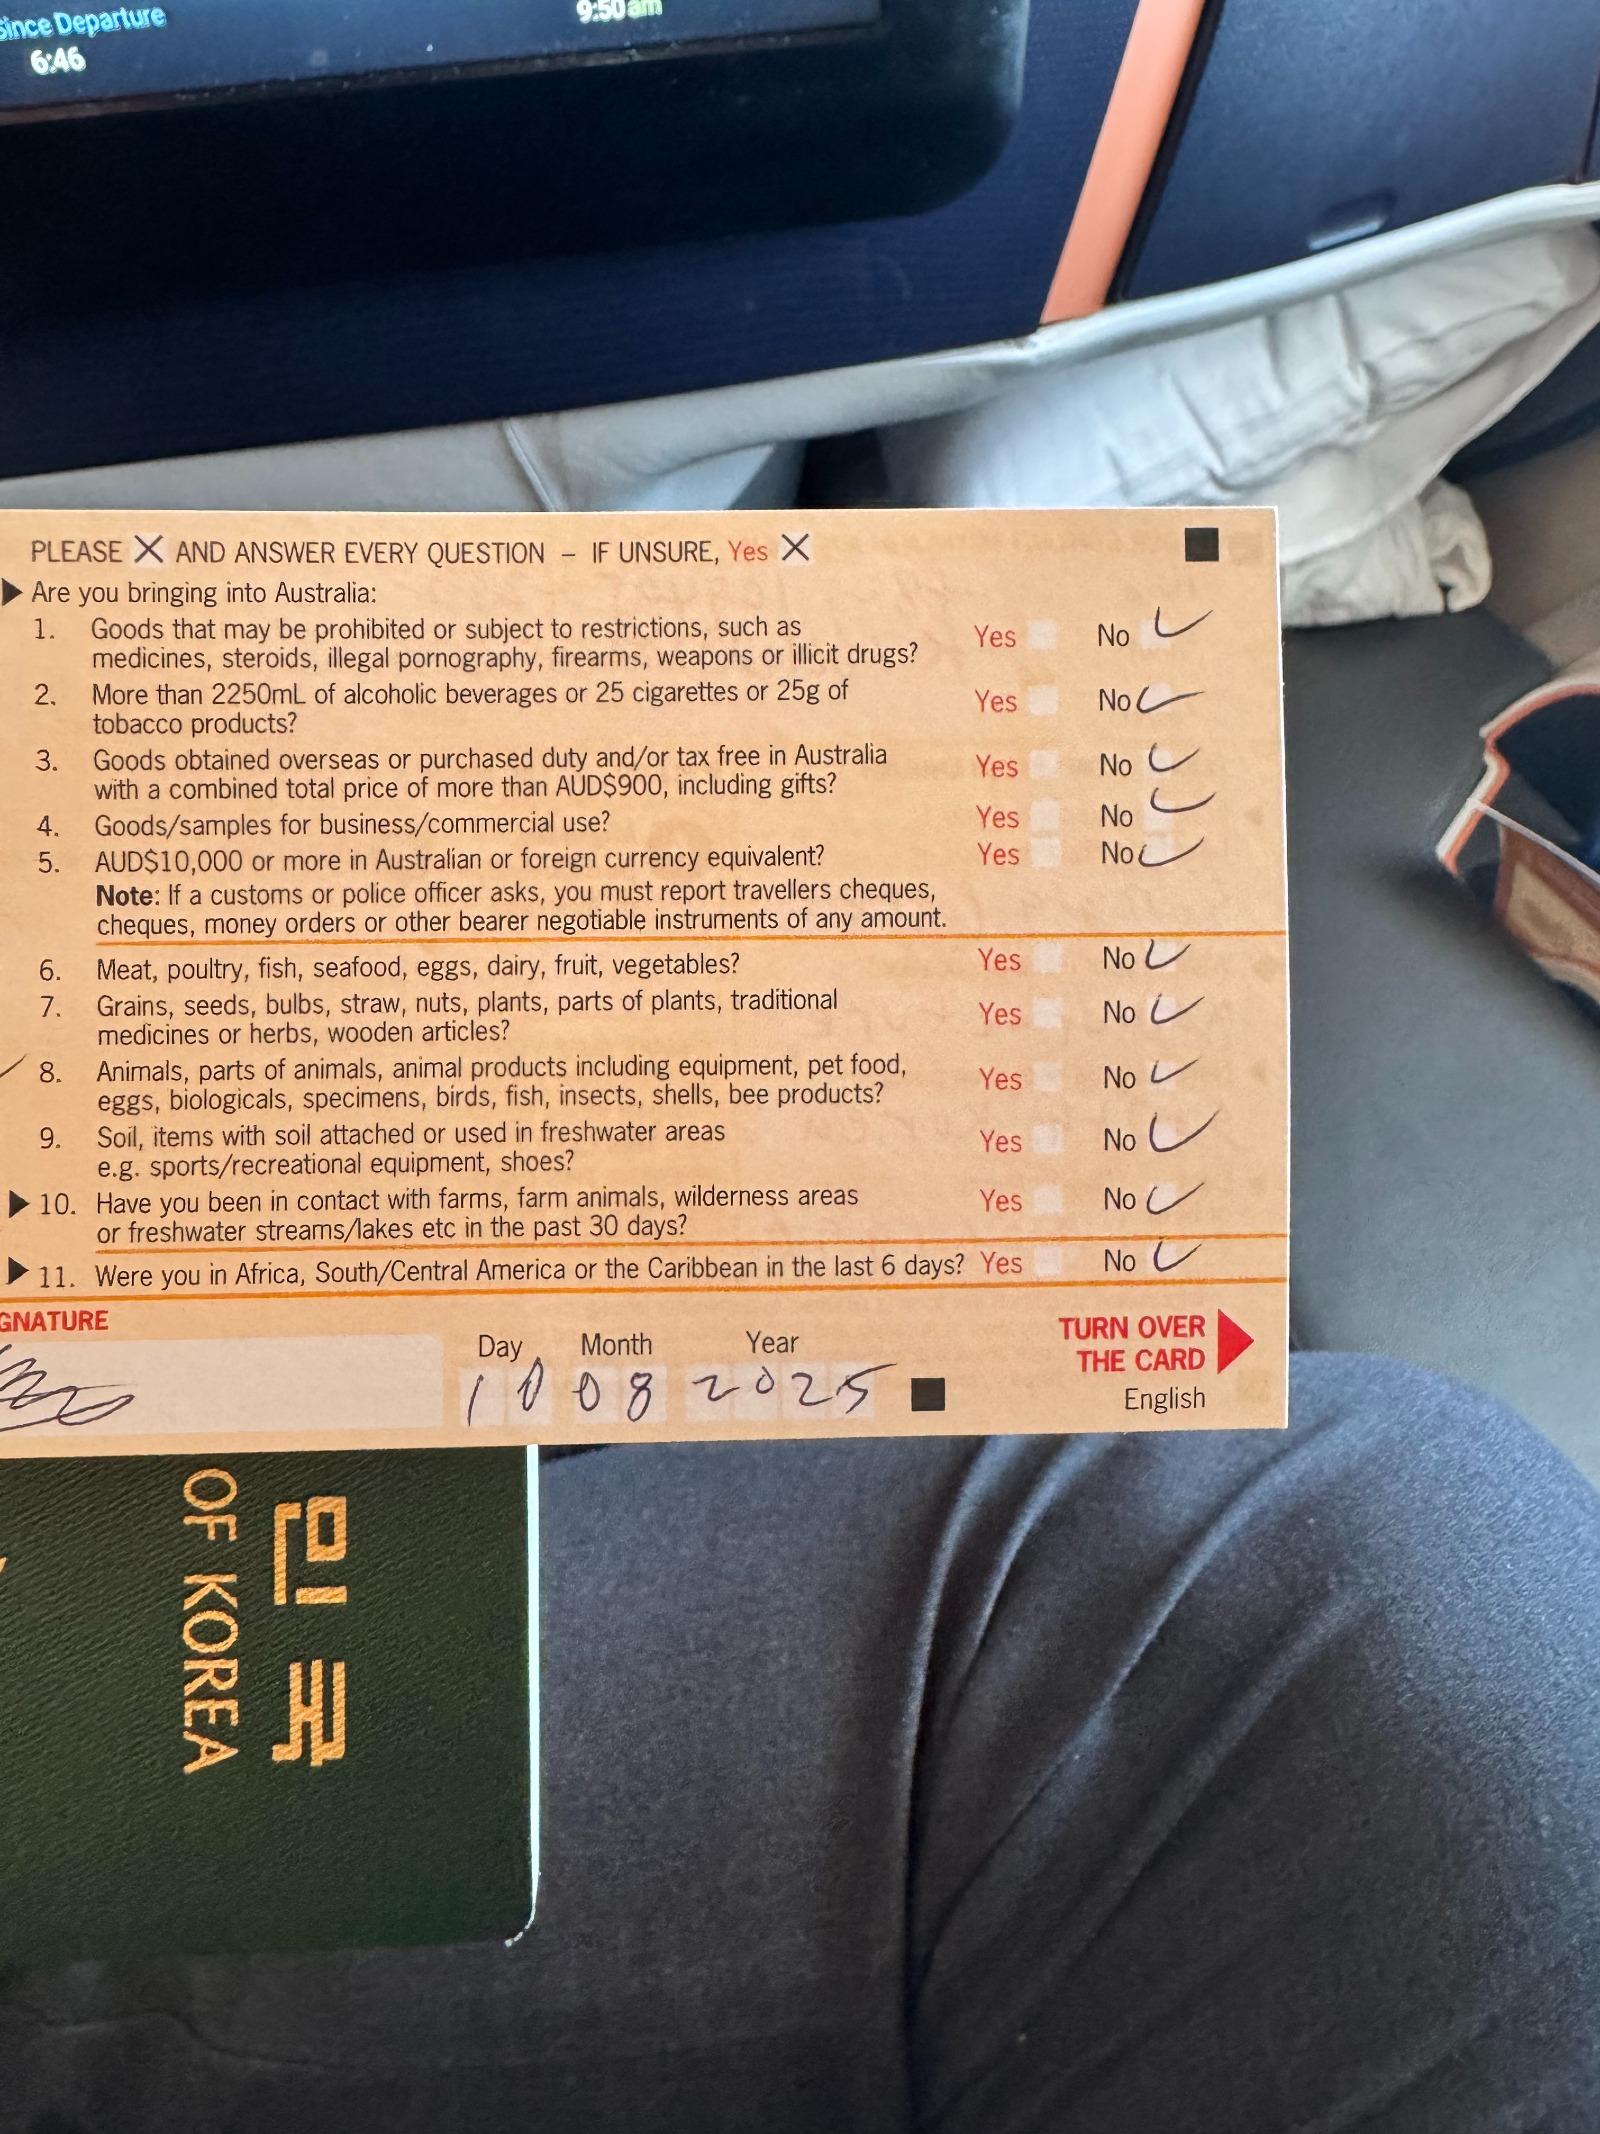 Since Departure
9:50 am
6:46
PLEASE X AND ANSWER EVERY QUESTION – IF UNSURE, Yes X
Are you bringing into Australia:
1. Goods that may be prohibited or subject to restrictions, such as Yes No
medicines, steroids, illegal pornography, firearms, weapons or illicit drugs?
2. More than 2250mL of alcoholic beverages or 25 cigarettes or 25g of Yes No
tobacco products?
3. Goods obtained overseas or purchased duty and/or tax free in Australia Yes No
with a combined total price of more than AUD$900, including gifts?
4. Goods/samples for business/commercial use? Yes No
5. AUD$10,000 or more in Australian or foreign currency equivalent? Yes No
Note: If a customs or police officer asks, you must report travellers cheques,
cheques, money orders or other bearer negotiable instruments of any amount.
6. Meat, poultry, fish, seafood, eggs, dairy, fruit, vegetables? Yes No
7. Grains, seeds, bulbs, straw, nuts, plants, parts of plants, traditional Yes No
medicines or herbs, wooden articles?
8. Animals, parts of animals, animal products including equipment, pet food, Yes No
eggs, biologicals, specimens, birds, fish, insects, shells, bee products?
9. Soil, items with soil attached or used in freshwater areas Yes No
e.g. sports/recreational equipment, shoes?
10. Have you been in contact with farms, farm animals, wilderness areas Yes No
or freshwater streams/lakes etc in the past 30 days?
11. Were you in Africa, South/Central America or the Caribbean in the last 6 days? Yes No
GNATURE
Day Month Year
10 08 2025
TURN OVER
THE CARD
English
민국
OF KOREA